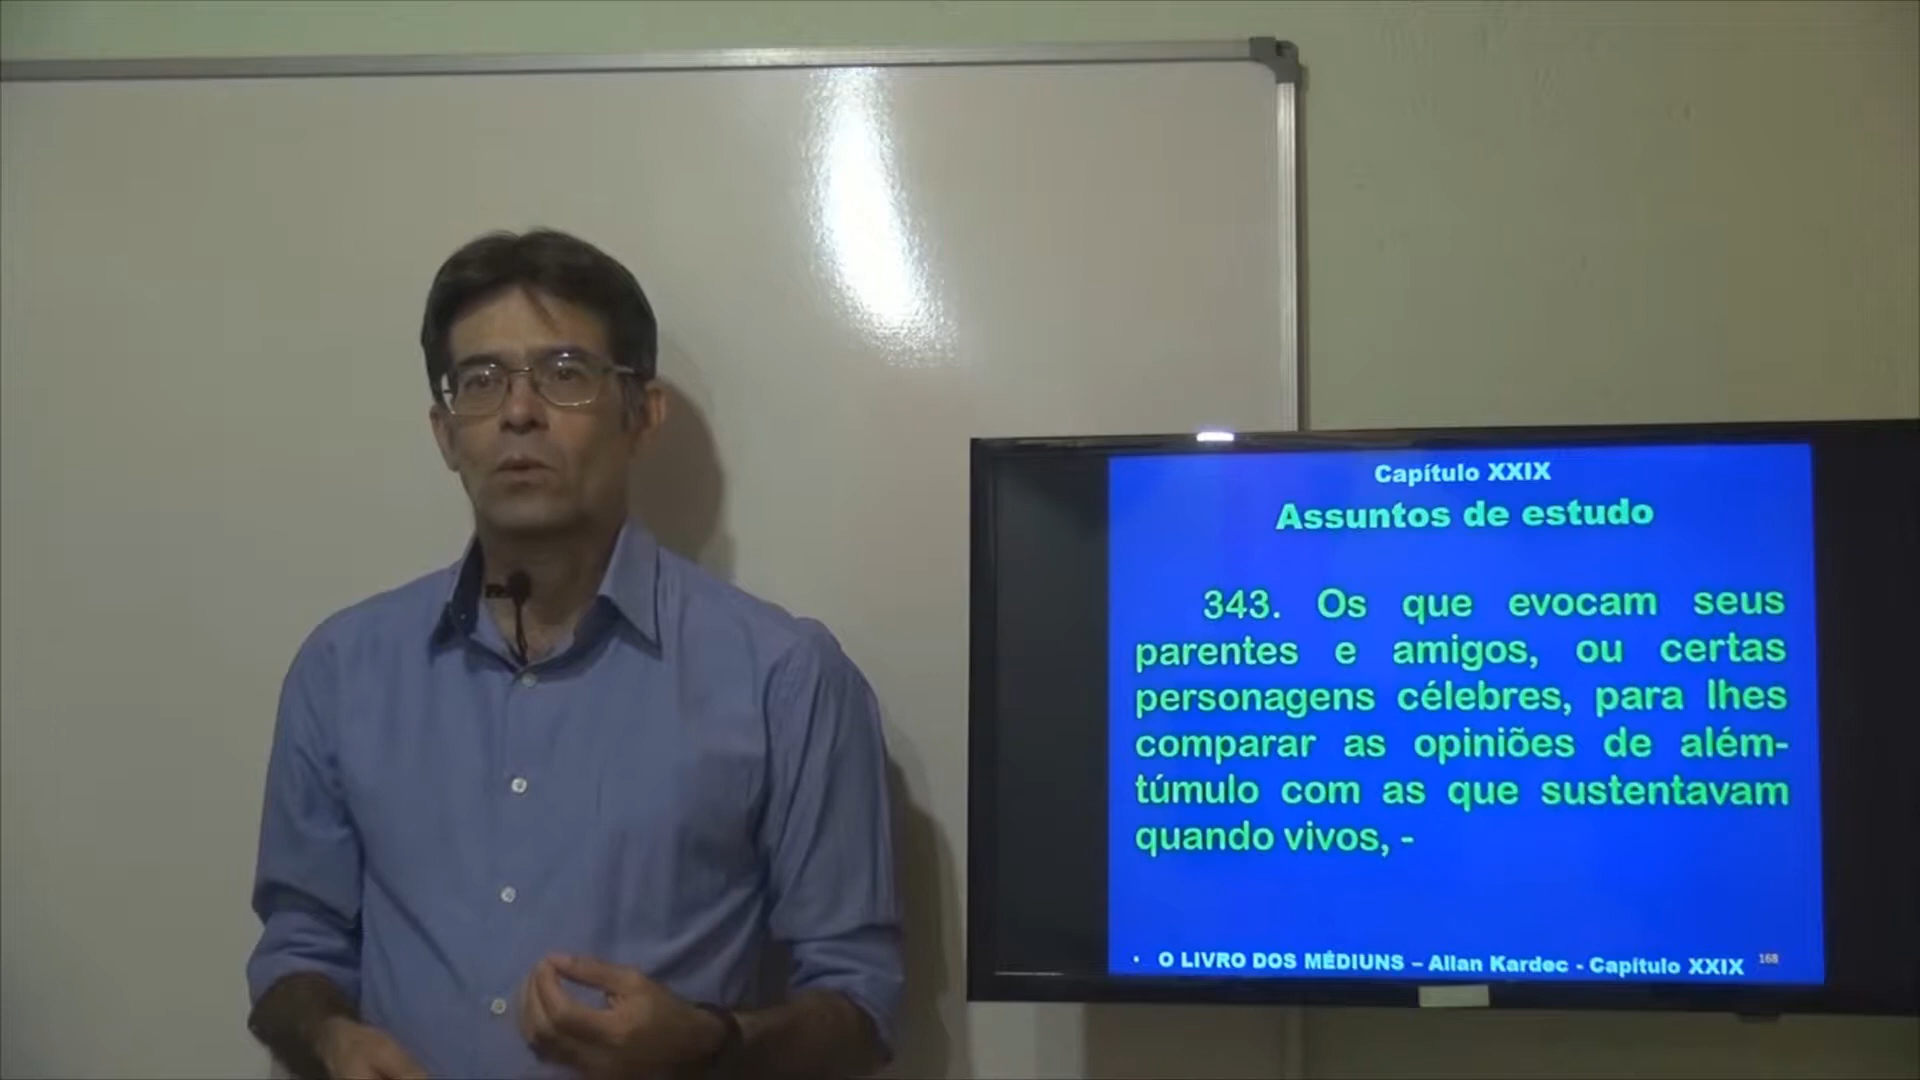 Capítulo XXIX
Assuntos de estudo
343. Os que evocam seus
parentes e amigos, ou certas
personagens célebres, para lhes
comparar as opiniões de além-
túmulo com as que sustentavam
quando vivos, -
• O LIVRO DOS MÉDIUNS – Allan Kardec - Capítulo XXIX 168